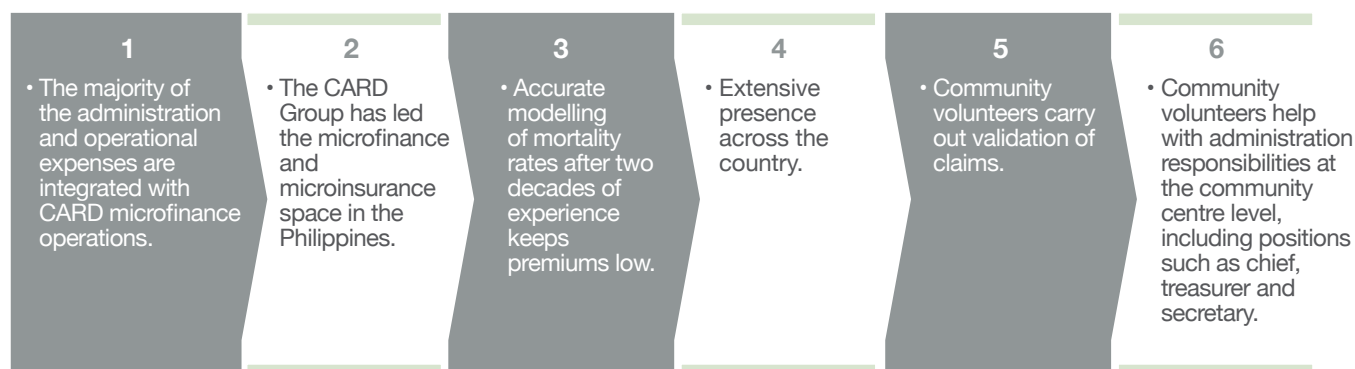 1
• The majority of
the administration
and operational
expenses are
integrated with
CARD microfinance
operations.
2
• The CARD
Group has led
the microfinance
and
microinsurance
space in the
Philippines.
3
• Accurate
modelling
of mortality
rates after two
decades of
experience
keeps
premiums low.
4
• Extensive
presence
across the
country.
5
• Community
volunteers carry
out validation of
claims.
6
• Community
volunteers help
with administration
responsibilities at
the community
centre level,
including positions
such as chief,
treasurer and
secretary.